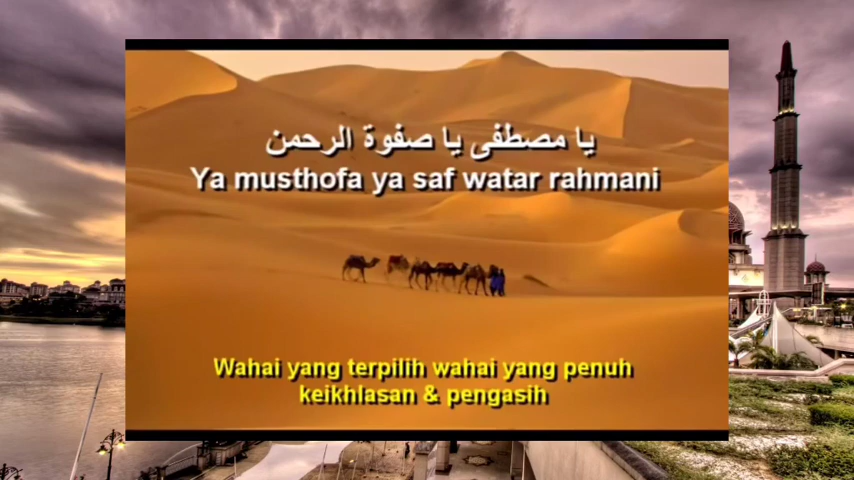 يا مصطفى يا صفوة الرحمن
Ya musthofa ya saf watar rahmani
Wahai yang terpilih wahai yang penuh
keikhlasan & pengasih